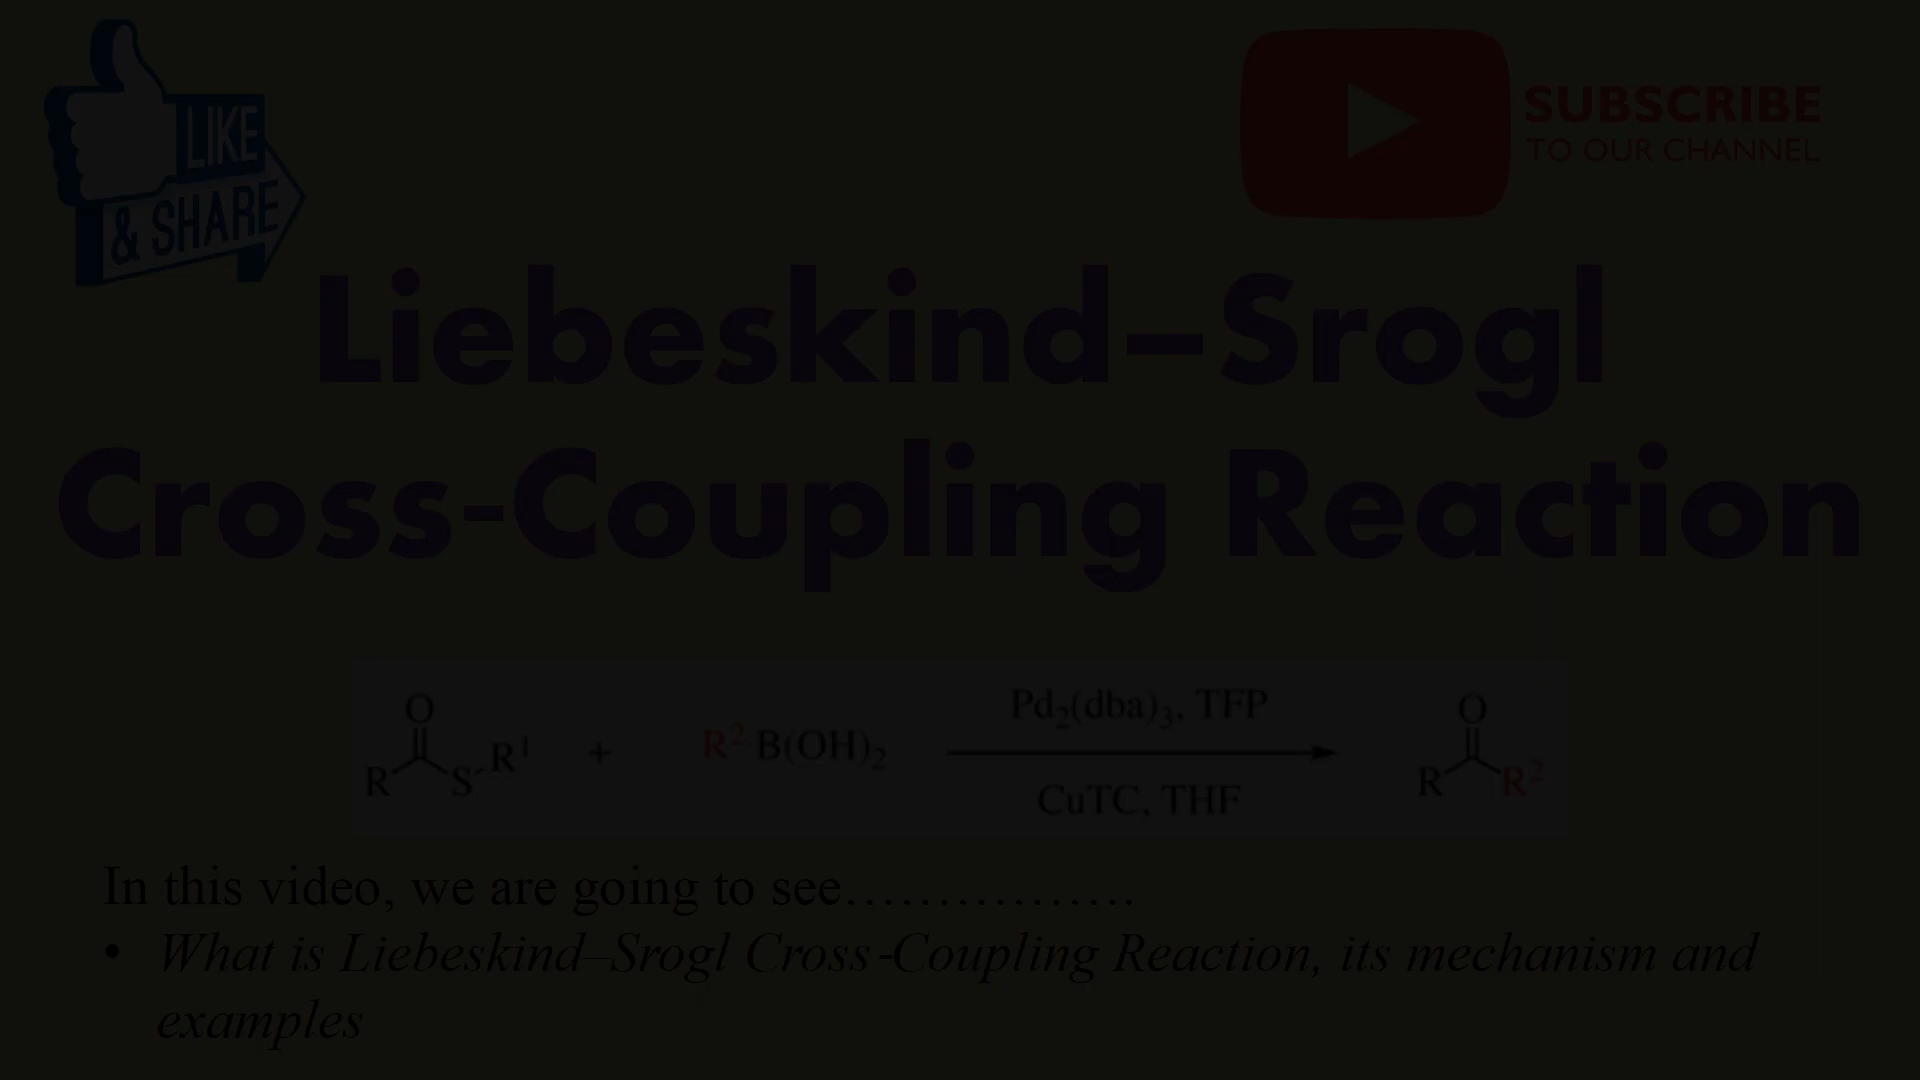 LIKE
& SHARE
SUBSCRIBE
TO OUR CHANNEL
Liebeskind–Srogl
Cross-Coupling Reaction
O
R S R¹ + R² B(OH)₂ Pd₂(dba)₃, TFP
CuTC, THF
O
R R²
In this video, we are going to see…………….
• What is Liebeskind–Srogl Cross-Coupling Reaction, its mechanism and
examples